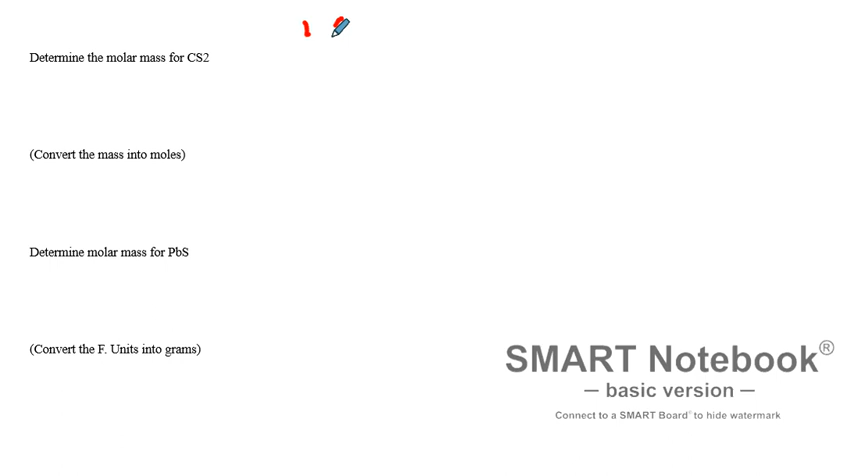 Determine the molar mass for CS2
(Convert the mass into moles)
Determine molar mass for PbS
(Convert the F. Units into grams)
SMART Notebook®
— basic version —
Connect to a SMART Board® to hide watermark